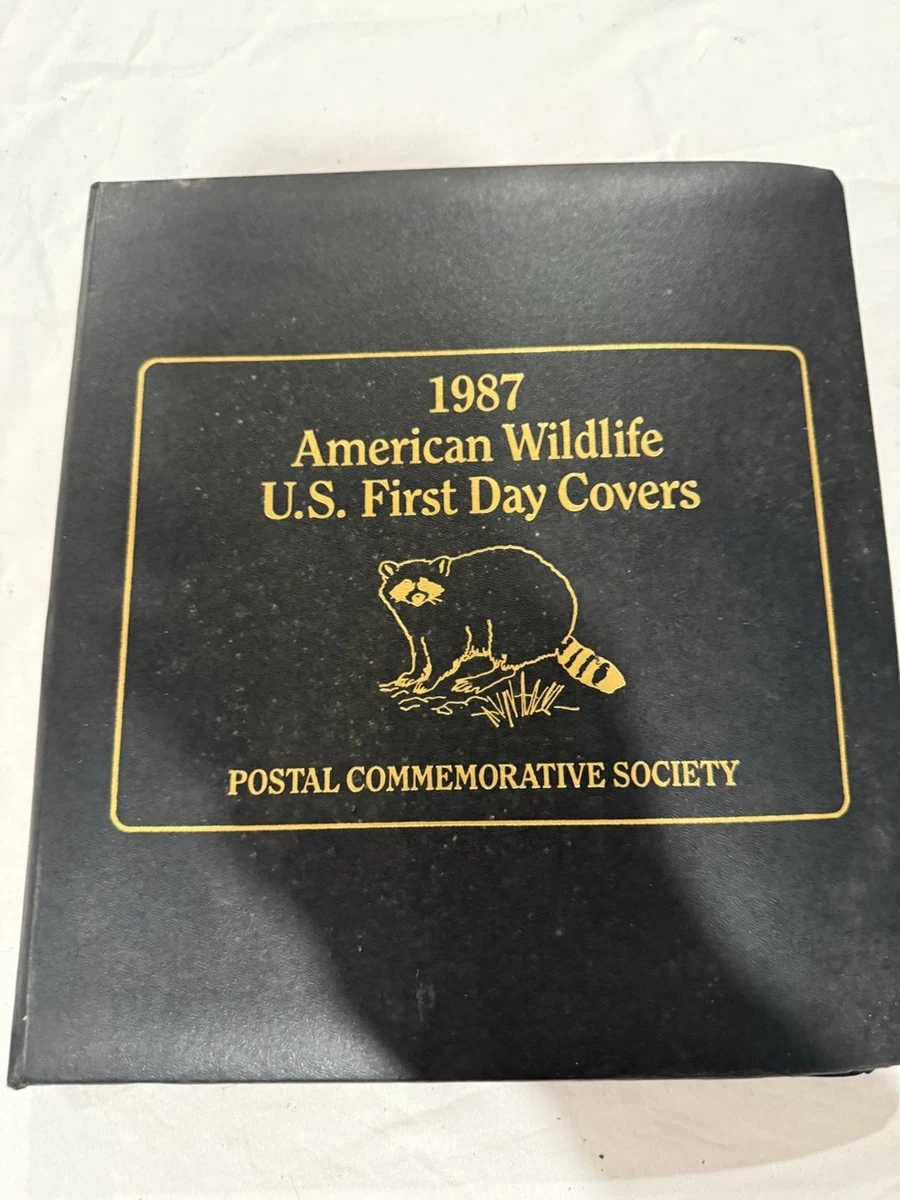 1987
American Wildlife
U.S. First Day Covers
POSTAL COMMEMORATIVE SOCIETY